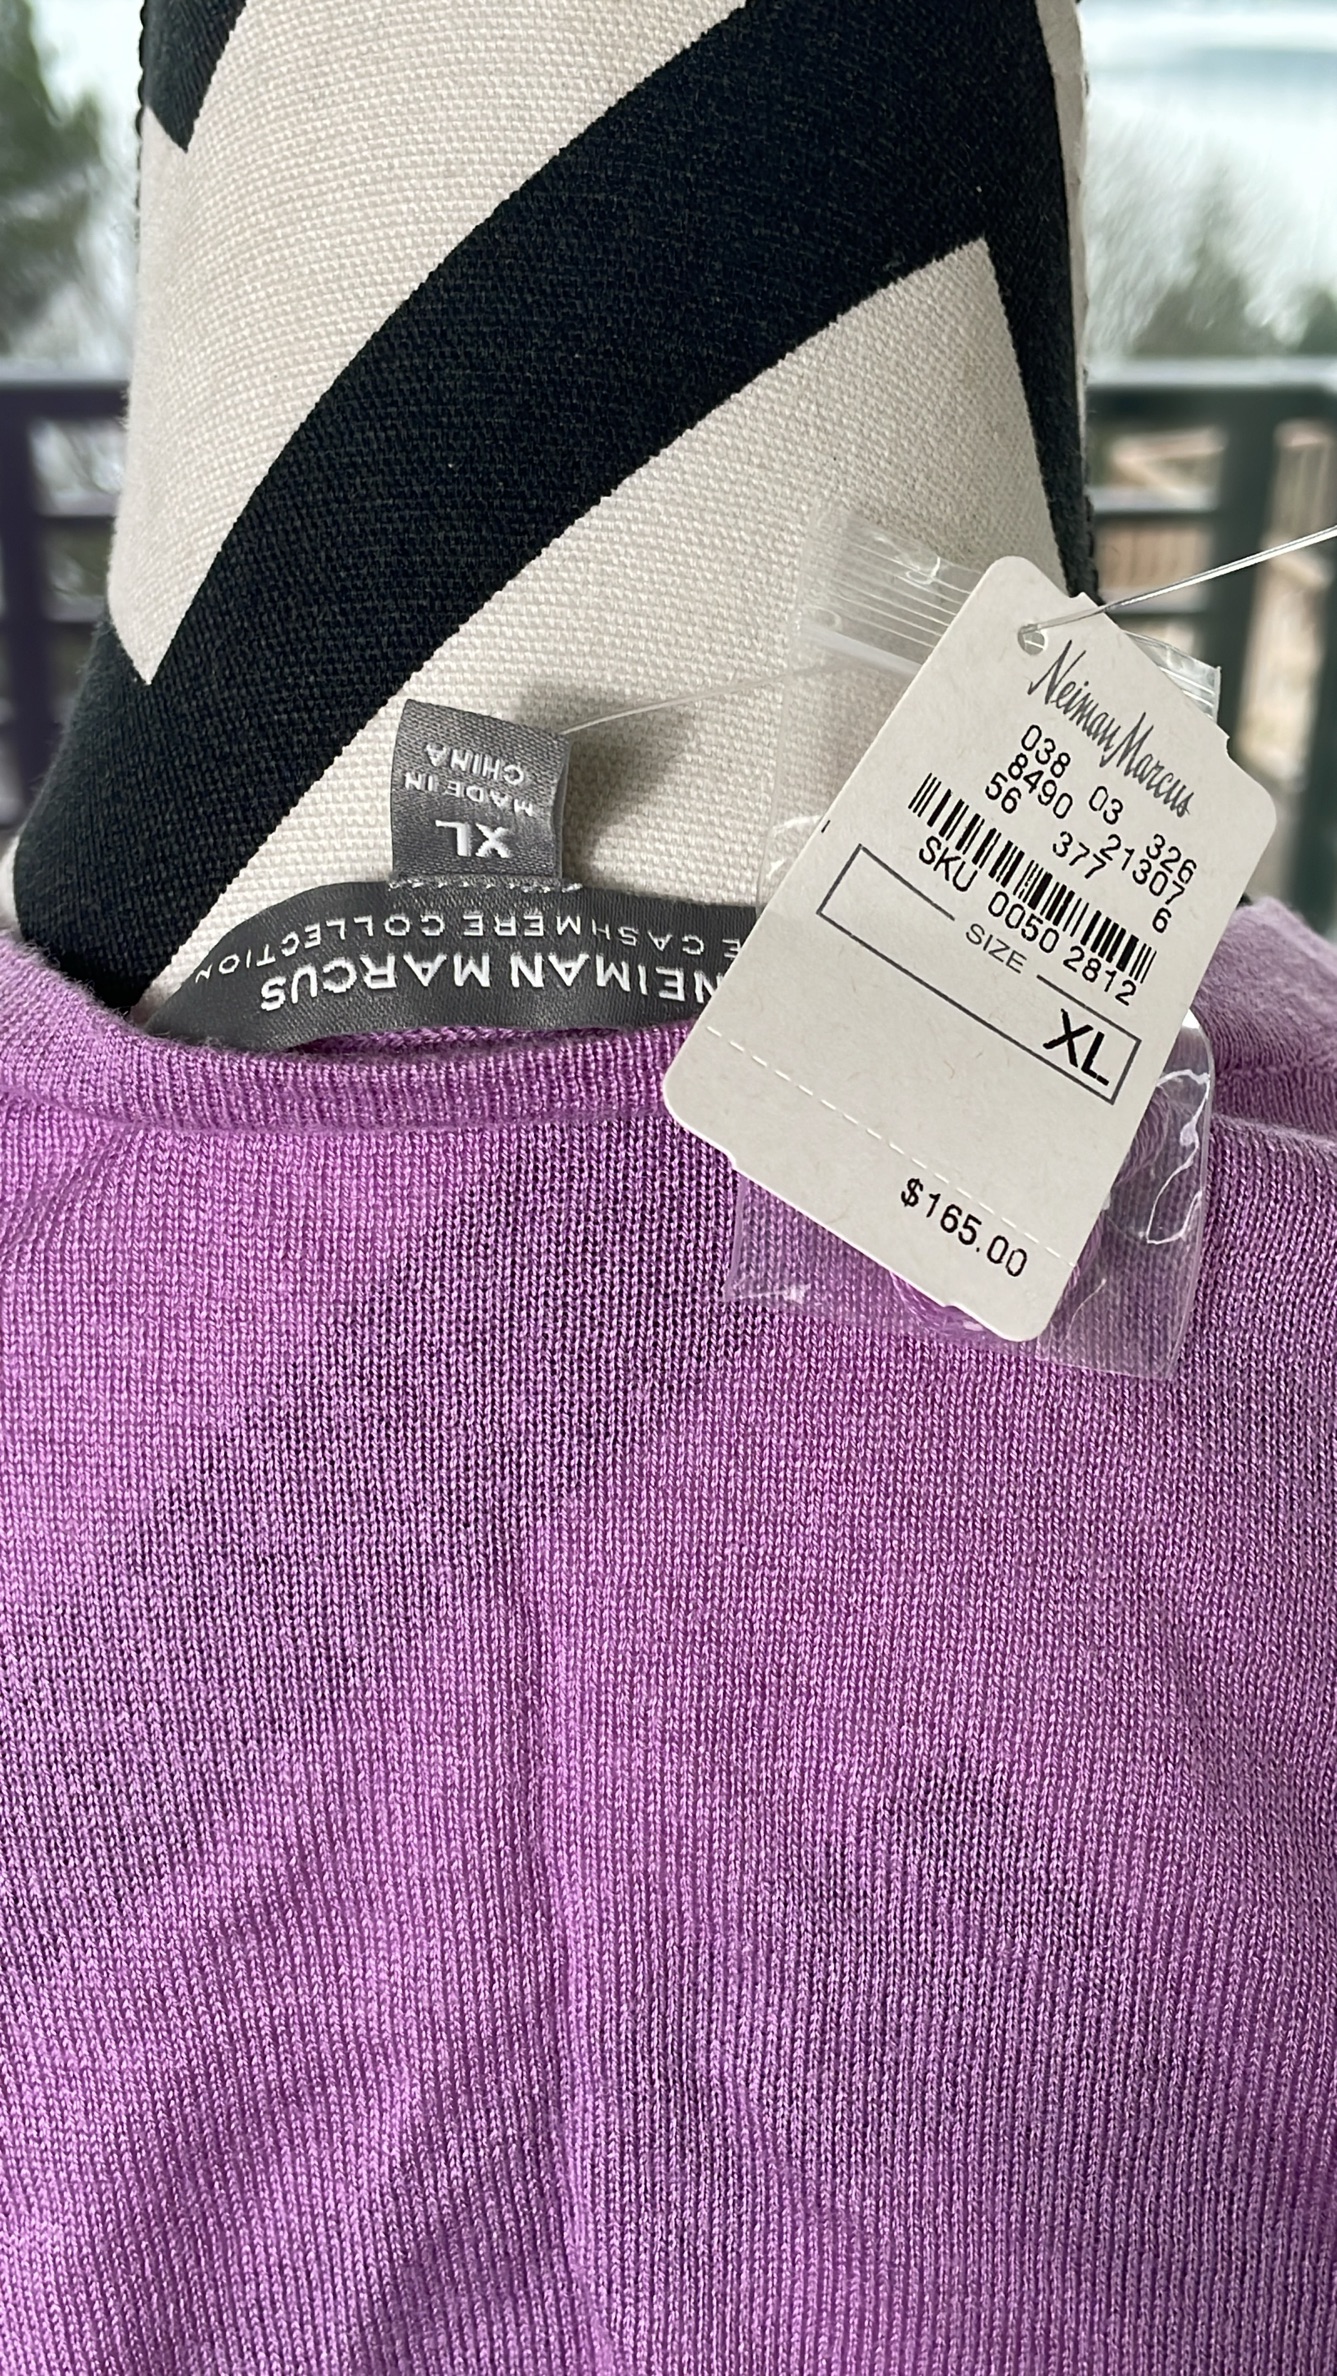 Neiman Marcus
038 03 326
8490 21307
56 377 6
SKU 0050 2812
SIZE
XL
$165.00
MADE IN
CHINA
XL
NEIMAN MARCUS
CASHMERE COLLECTION